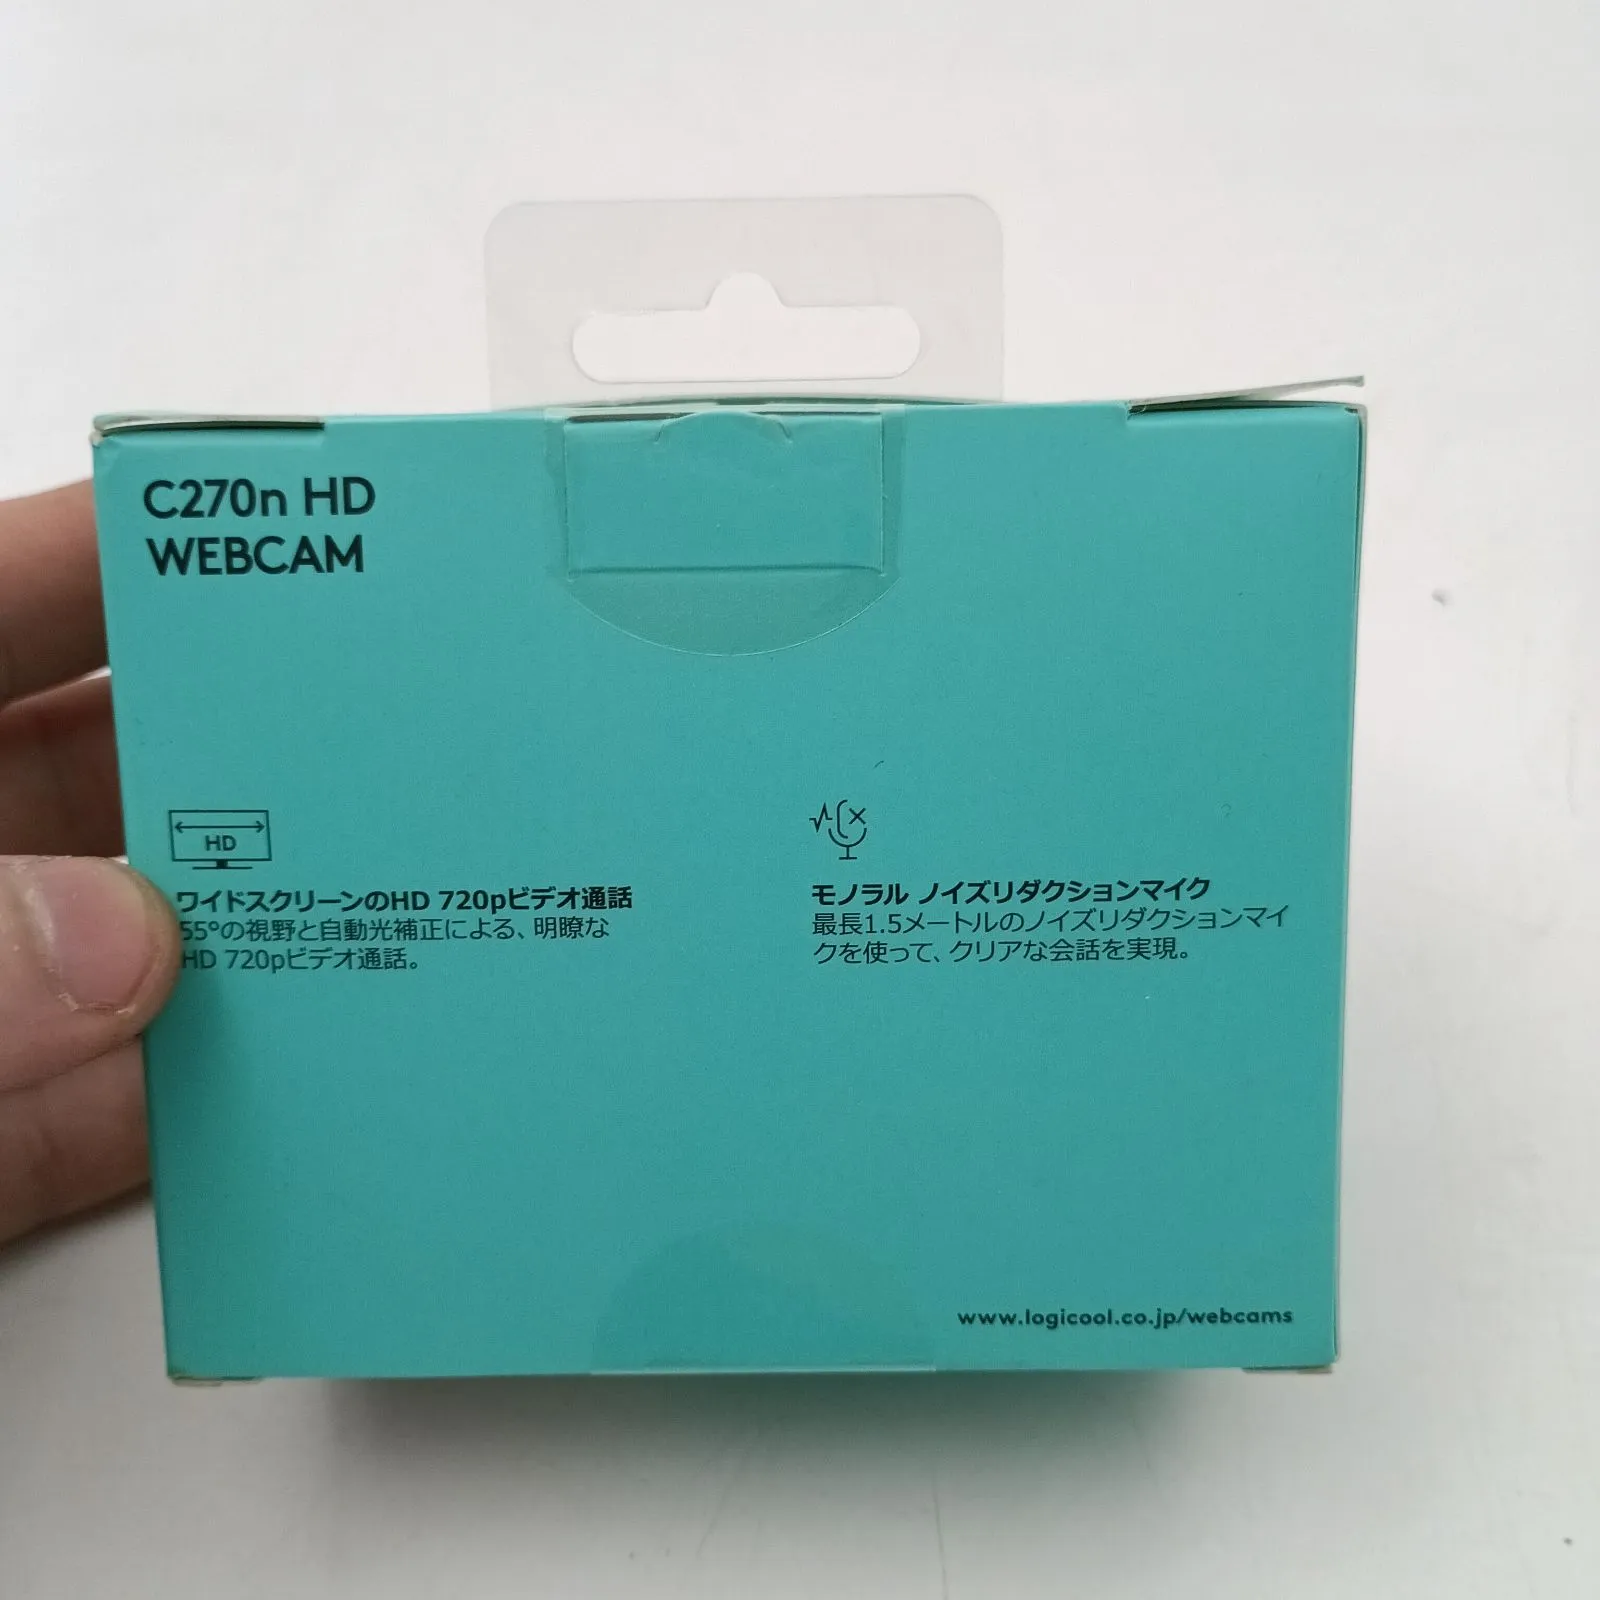 C270n HD
WEBCAM
HD
ワイドスクリーンのHD 720pビデオ通話
55°の視野と自動光補正による、明瞭な
HD 720pビデオ通話。
モノラル ノイズリダクションマイク
最長1.5メートルのノイズリダクションマイ
クを使って、クリアな会話を実現。
www.logicool.co.jp/webcams